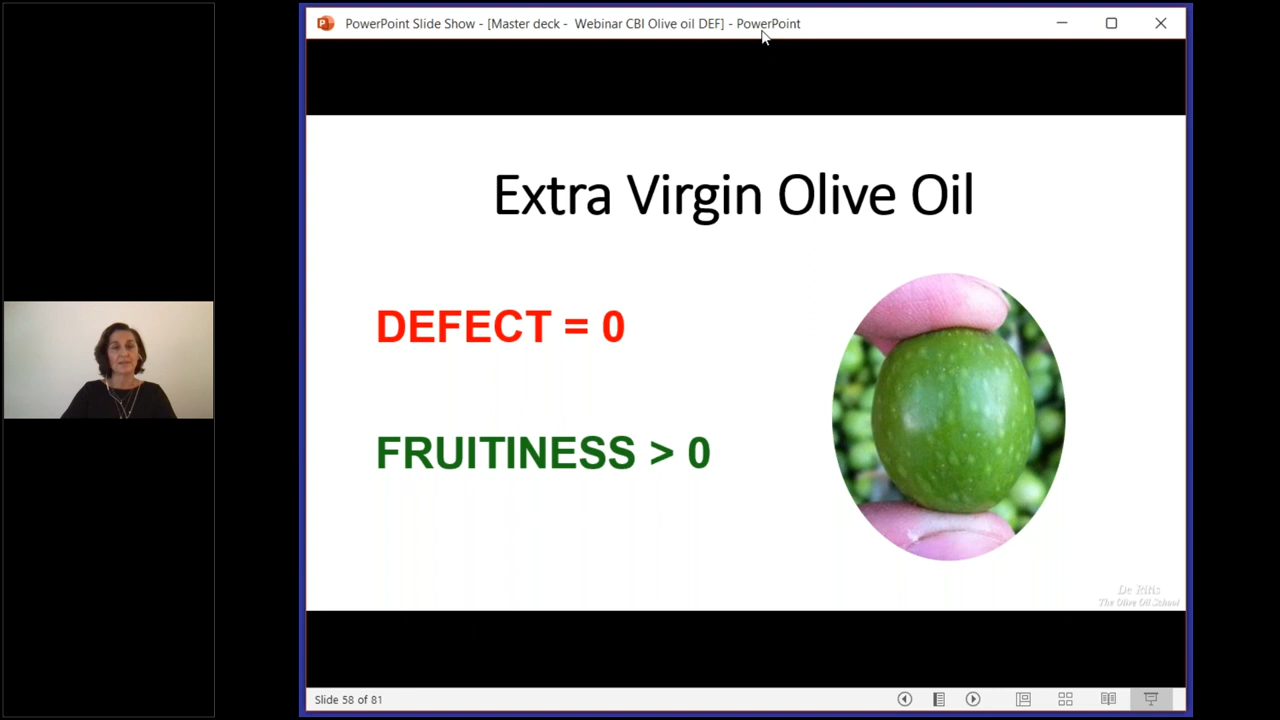 PowerPoint Slide Show - [Master deck -  Webinar CBI Olive oil DEF] - PowerPoint
Extra Virgin Olive Oil
DEFECT = 0
FRUITINESS > 0
De Ritis
The Olive Oil School
Slide 58 of 81